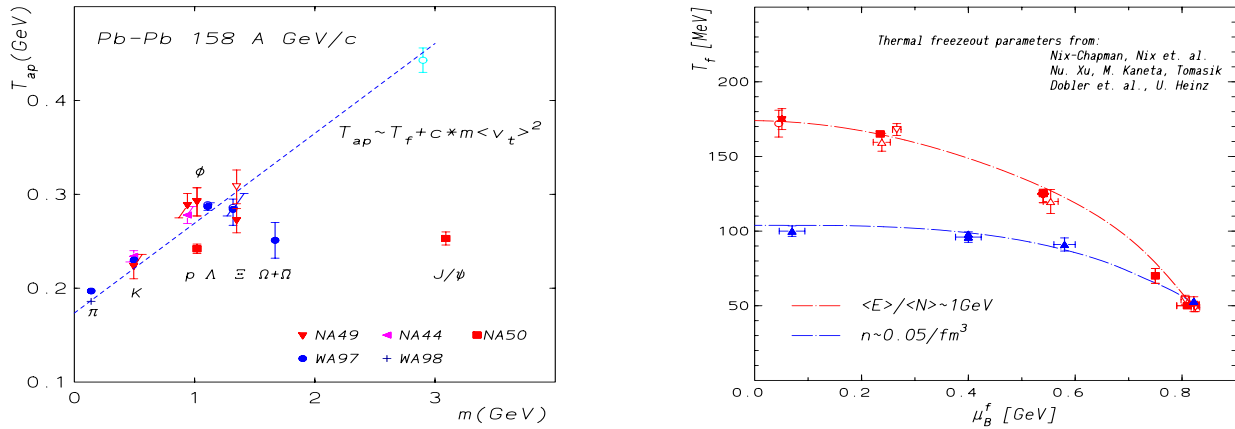 Pb-Pb 158 A GeV/c
T_ap (GeV)
0.4
0.3
0.2
0.1
T_ap ~ T_f + c*m<v_t>^2
ϕ
π
K
p
Λ
Ξ
Ω+Ω̄
J/ψ
NA49
NA44
NA50
WA97
WA98
0
1
2
3
m (GeV)
T_f [MeV]
200
150
100
50
Thermal freezeout parameters from:
Nix-Chapman, Nix et. al.
Nu. Xu, M. Kaneta, Tomasik
Dobler et. al., U. Heinz
<E>/<N>~1GeV
n~0.05/fm^3
0.0
0.2
0.4
0.6
0.8
μ_B^f [GeV]